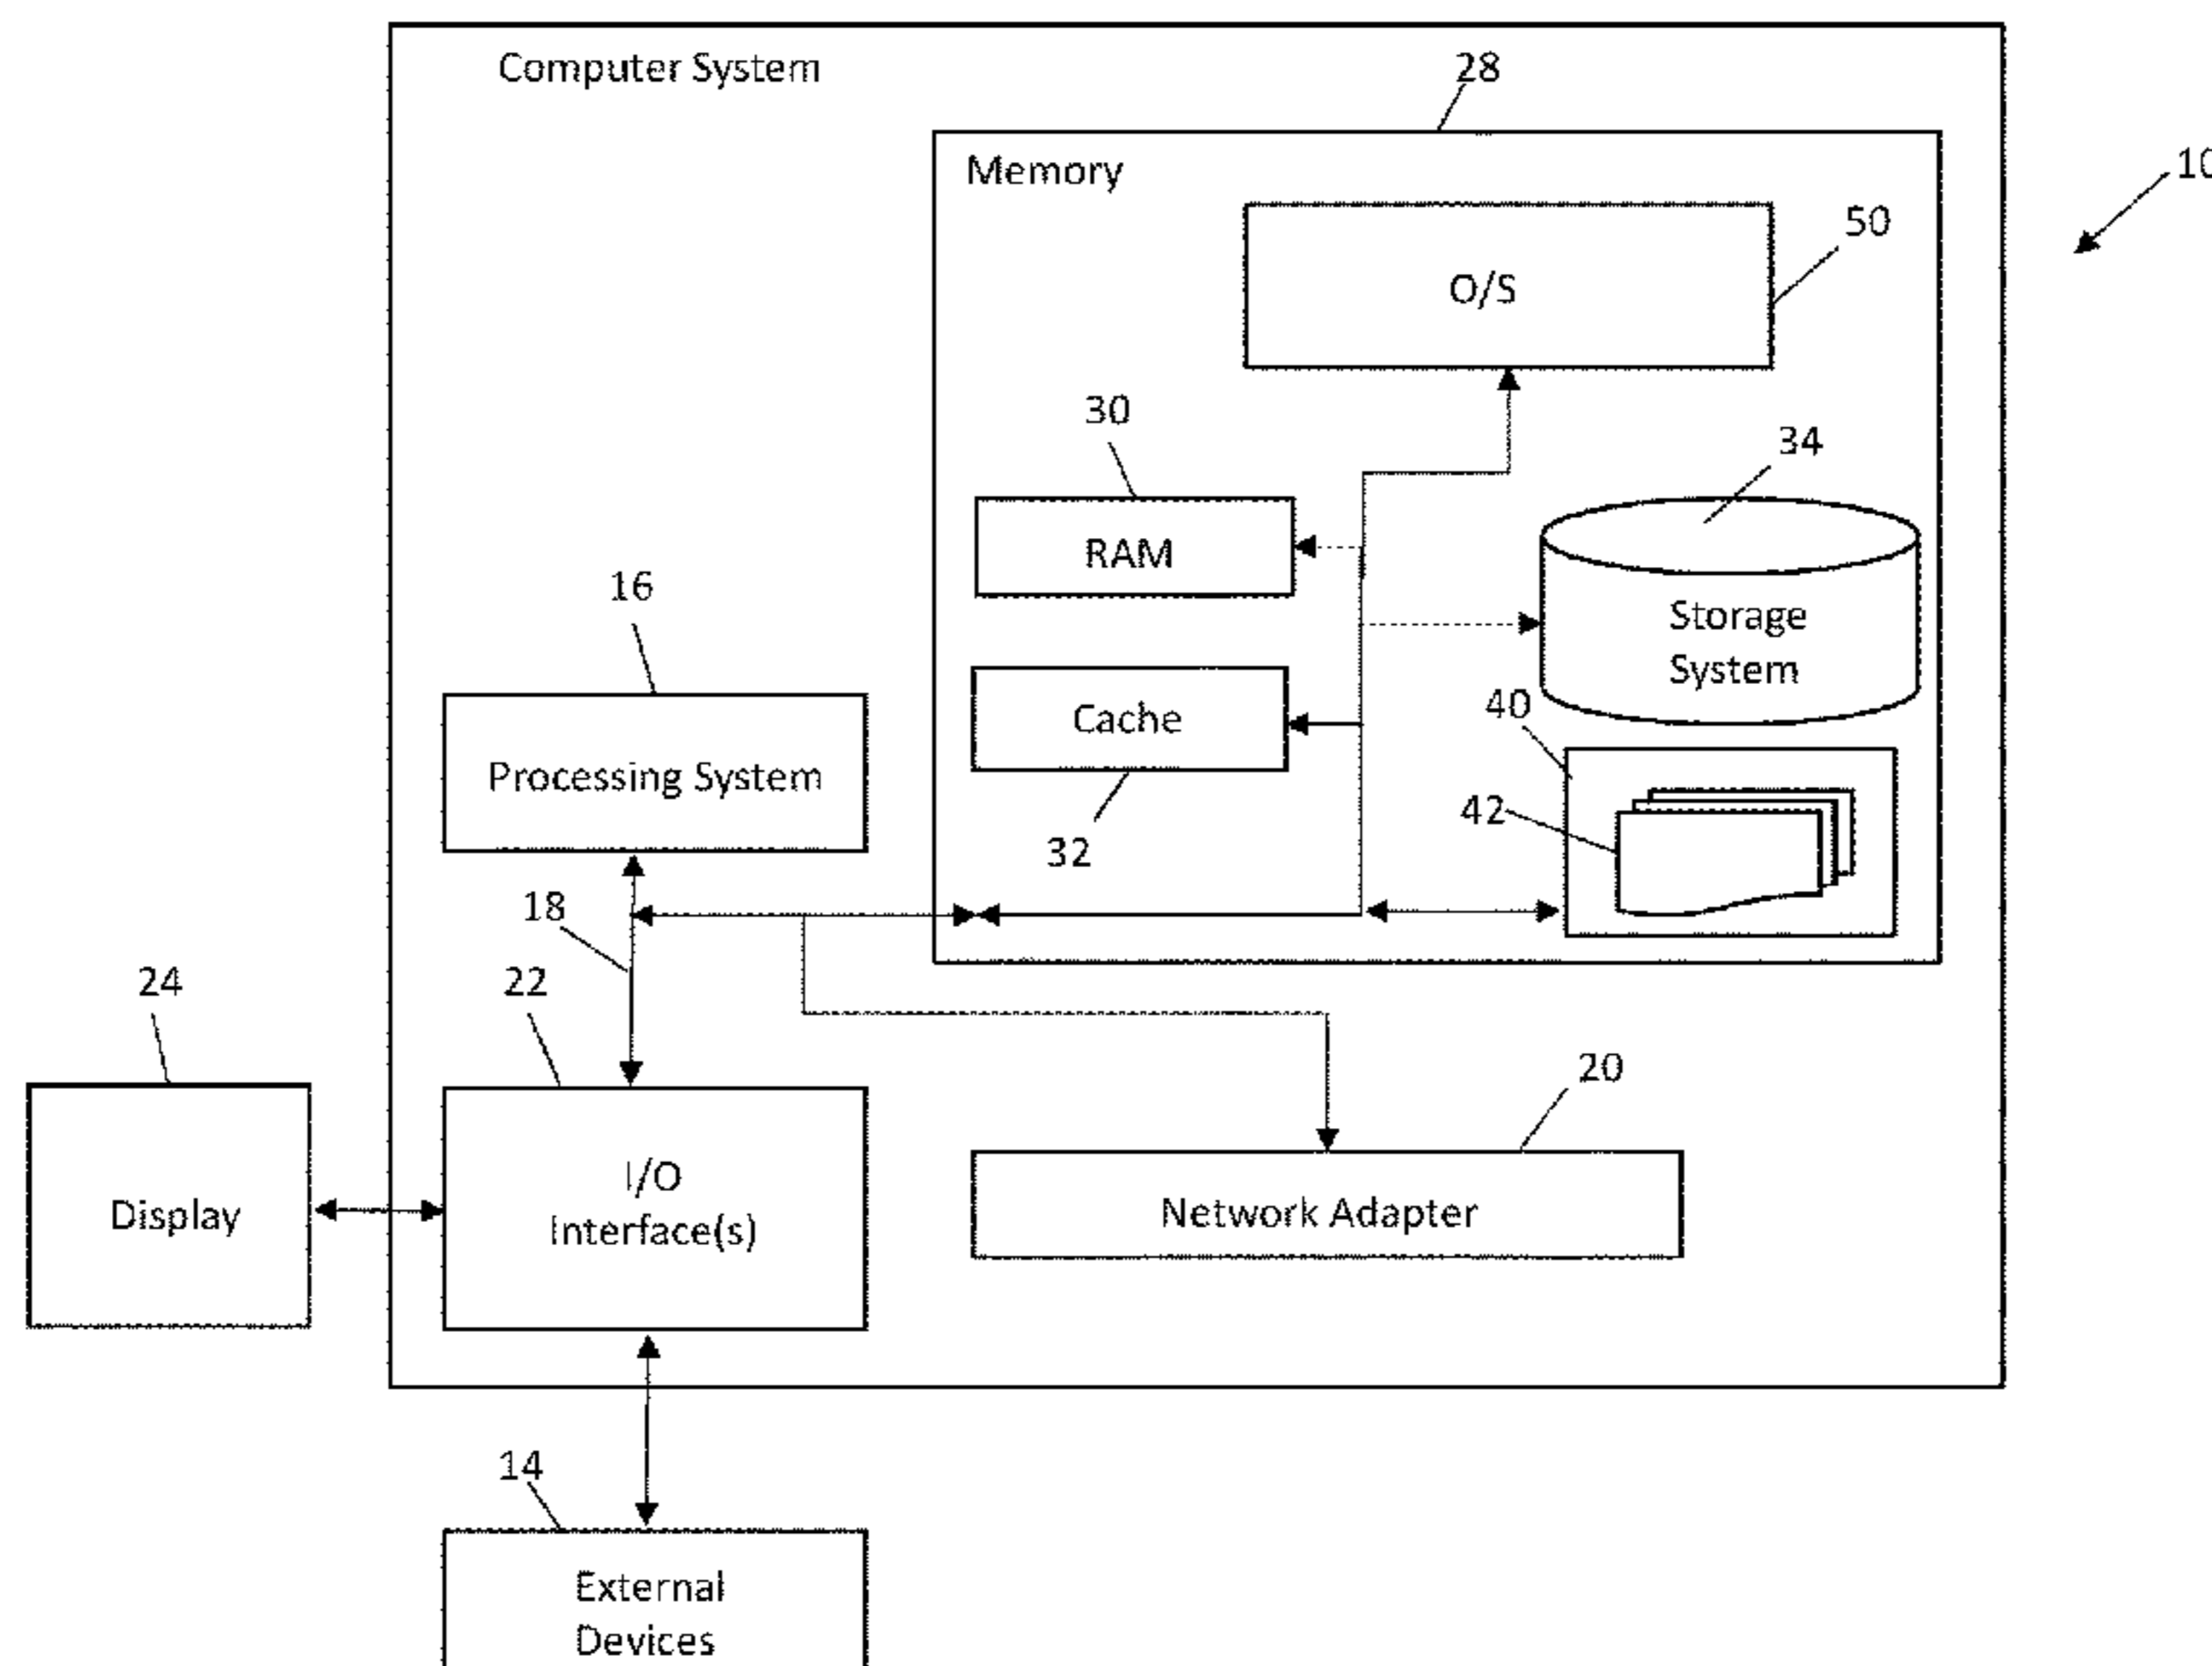 Computer System
28
Memory
10
50
O/S
30
34
RAM
16
Storage
System
Cache
40
Processing System
42
32
18
24
22
20
I/O
Interface(s)
Display
Network Adapter
14
External
Devices